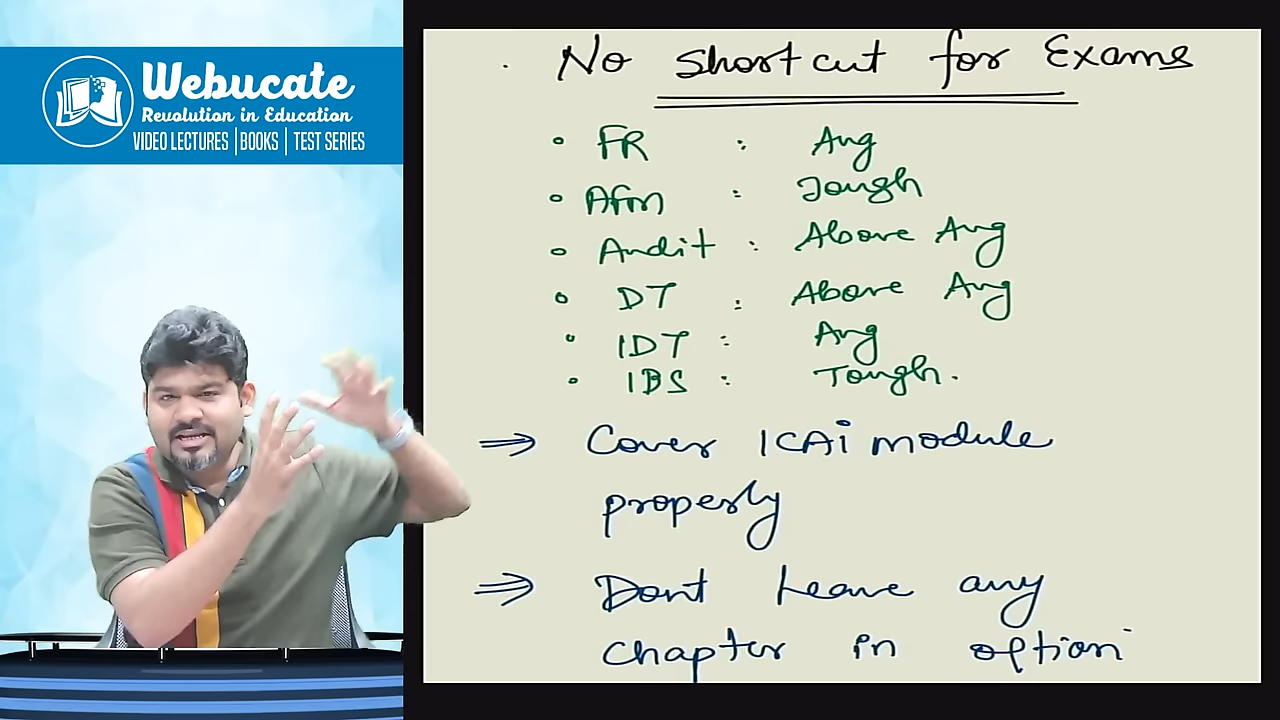 Webucate
Revolution in Education
VIDEO LECTURES | BOOKS | TEST SERIES
No Shortcut for Exams
• FR : Avg
• AFM : Tough
• Audit : Above Avg
• DT : Above Avg
• IDT : Avg
• IBS : Tough.
⇒ Cover ICAi module
properly
⇒ Dont Leave any
chapter in option